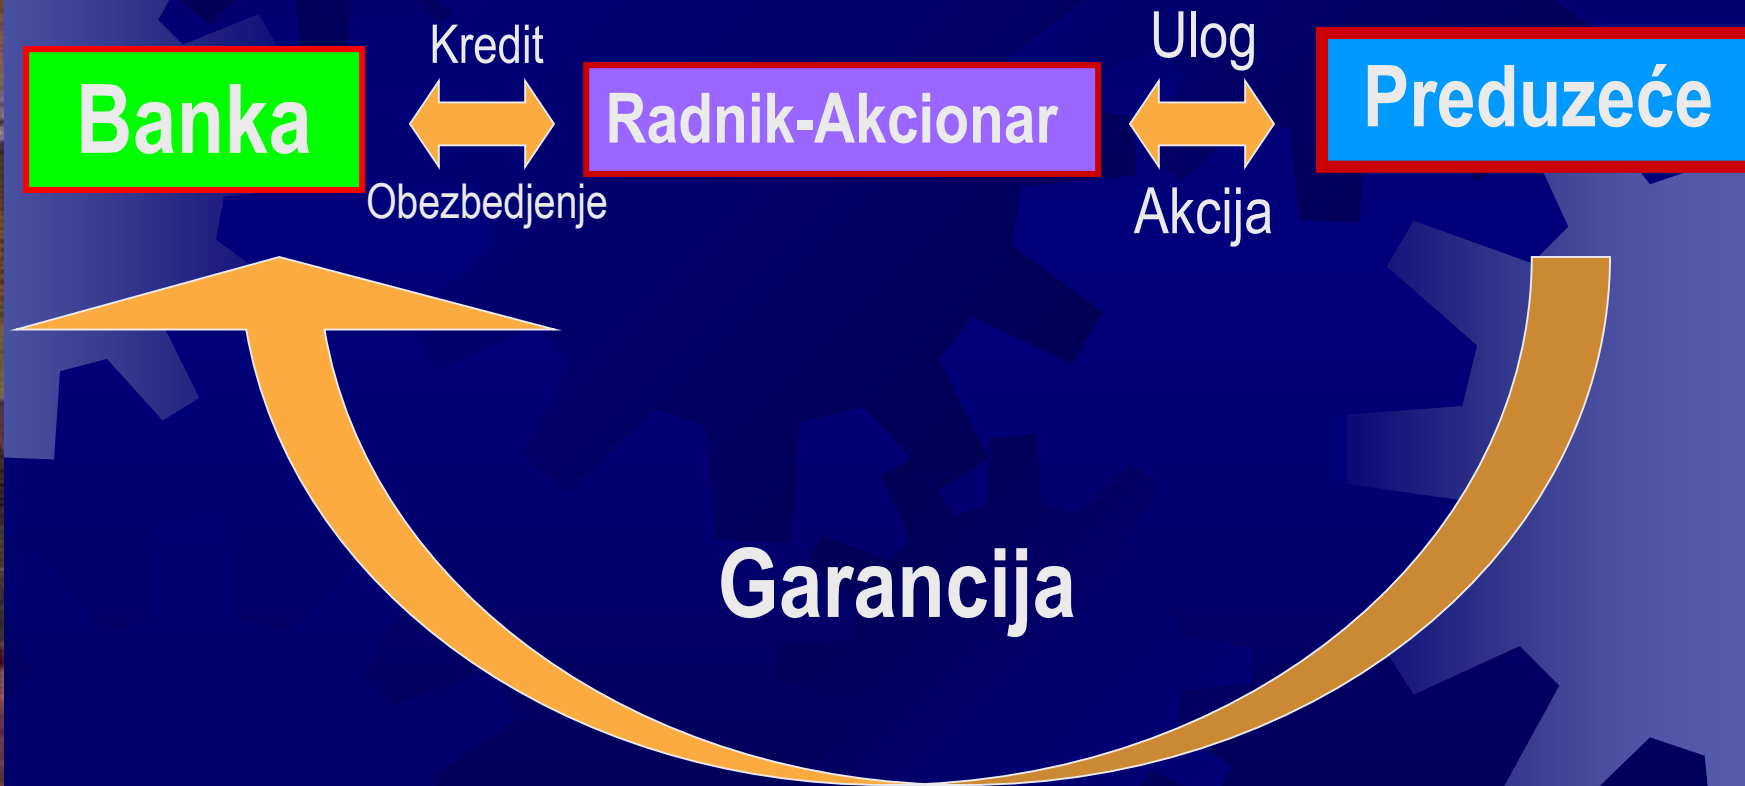 Kredit
Ulog
Banka
Radnik-Akcionar
Preduzeće
Obezbedjenje
Akcija
Garancija